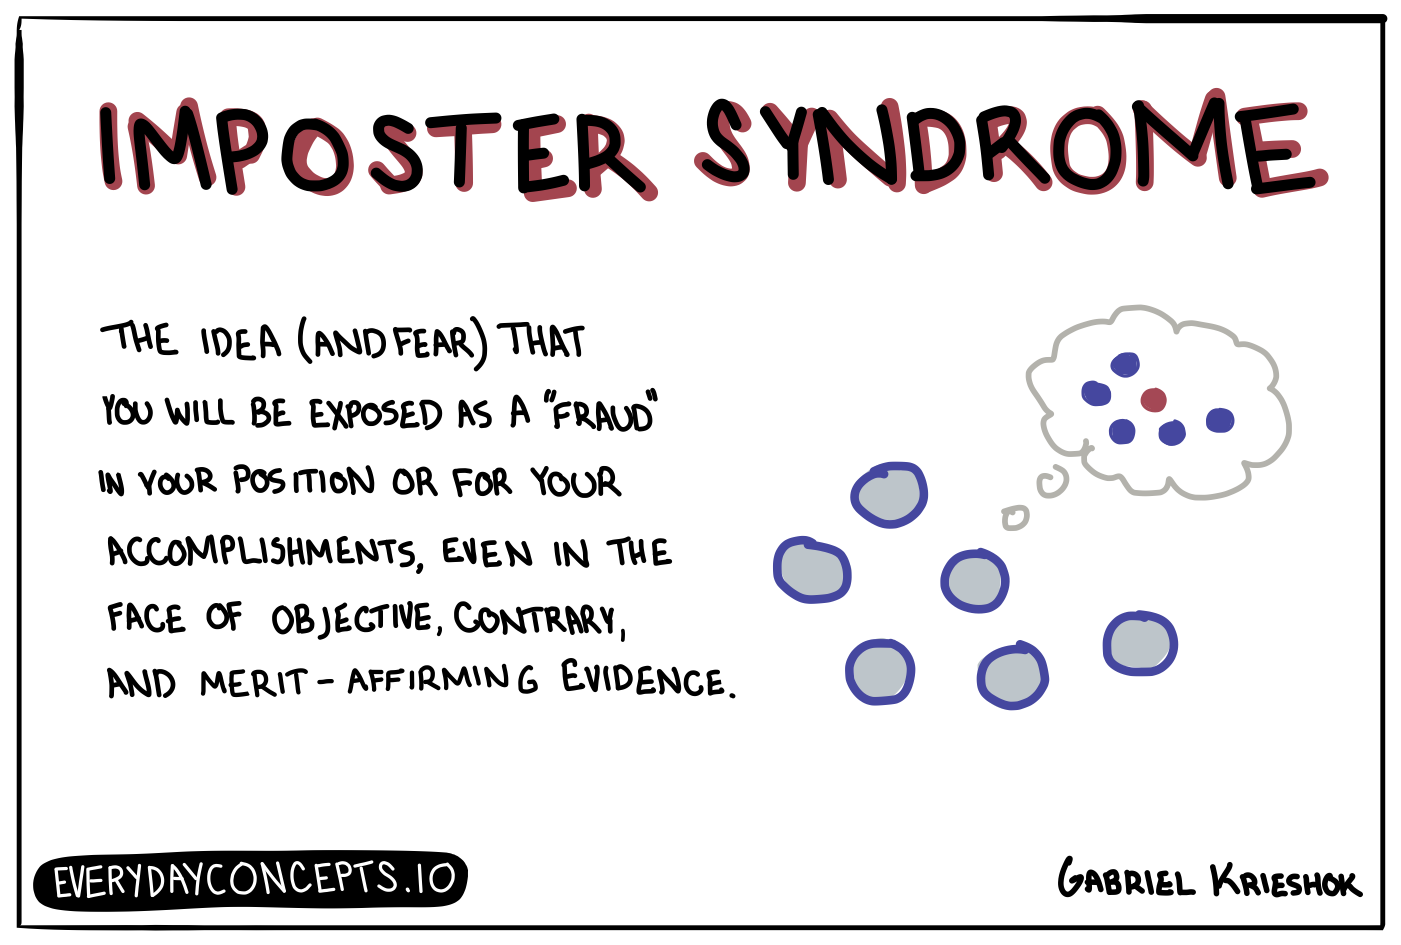 IMPOSTER SYNDROME
THE IDEA (AND FEAR) THAT
YOU WILL BE EXPOSED AS A "FRAUD"
IN YOUR POSITION OR FOR YOUR
ACCOMPLISHMENTS, EVEN IN THE
FACE OF OBJECTIVE, CONTRARY,
AND MERIT-AFFIRMING EVIDENCE.
EVERYDAYCONCEPTS.IO
GABRIEL KRIESHOK